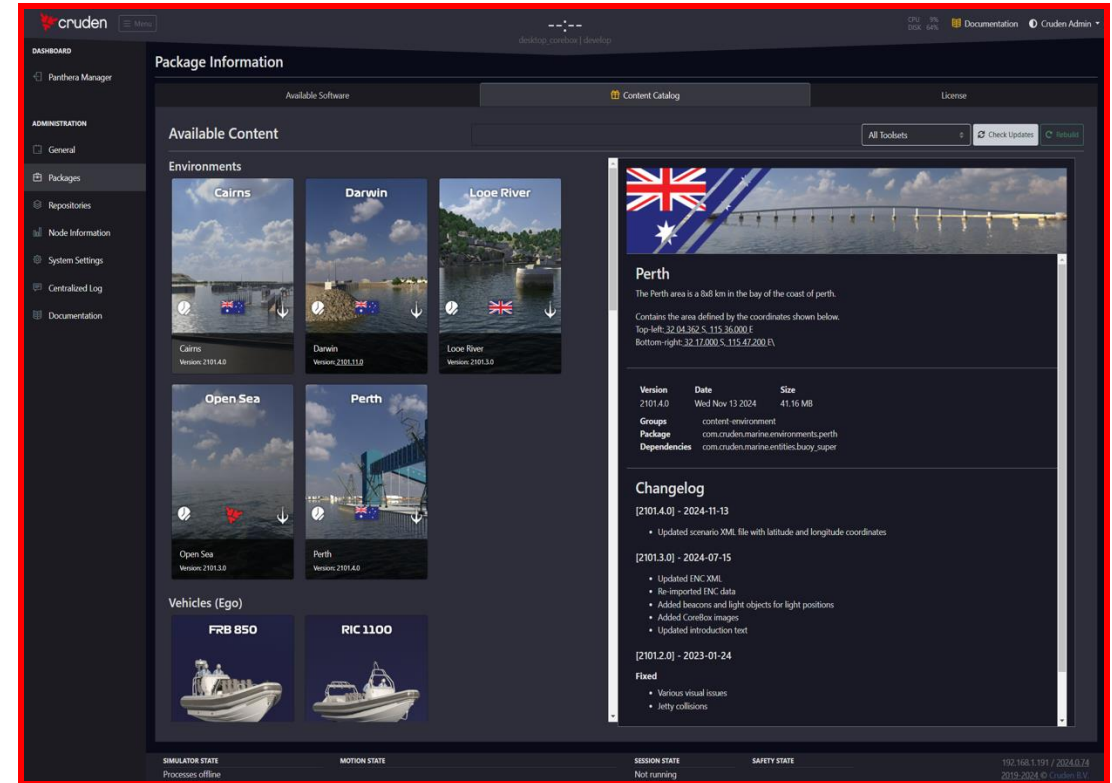 cruden
Menu
--:--
desktop_corebox | develop
CPU 9%
DISK 64%
Documentation
Cruden Admin
DASHBOARD
Panthera Manager
ADMINISTRATION
General
Packages
Repositories
Node Information
System Settings
Centralized Log
Documentation
Package Information
Available Software
Content Catalog
License
Available Content
All Toolsets
Check Updates
Rebuild
Environments
Cairns
Cairns
Version: 2101.4.0
Darwin
Darwin
Version: 2101.11.0
Looe River
Looe River
Version: 2101.3.0
Open Sea
Open Sea
Version: 2101.3.0
Perth
Perth
Version: 2101.4.0
Vehicles (Ego)
FRB 850
RIC 1100
Perth
The Perth area is a 8x8 km in the bay of the coast of perth.
Contains the area defined by the coordinates shown below.
Top-left: 32 04.362 S, 115 36.000 E
Bottom-right: 32 17.000 S, 115 47.200 E\
Version Date Size
2101.4.0 Wed Nov 13 2024 41.16 MB
Groups content-environment
Package com.cruden.marine.environments.perth
Dependencies com.cruden.marine.entities.buoy_super
Changelog
[2101.4.0] - 2024-11-13
• Updated scenario XML file with latitude and longitude coordinates
[2101.3.0] - 2024-07-15
• Updated ENC XML
• Re-imported ENC data
• Added beacons and light objects for light positions
• Added CoreBox images
• Updated introduction text
[2101.2.0] - 2023-01-24
Fixed
• Various visual issues
• Jetty collisions
SIMULATOR STATE
Processes offline
MOTION STATE
SESSION STATE
Not running
SAFETY STATE
192.168.1.191 / 2024.0.74
2019-2024 © Cruden B.V.